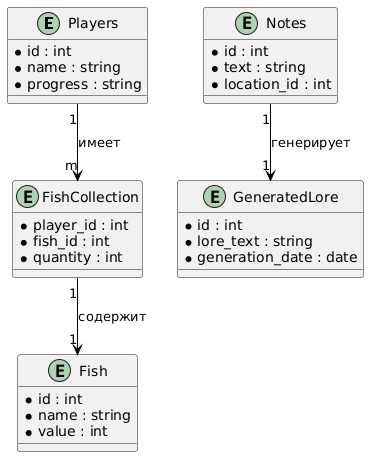 E Players
id : int
name : string
progress : string
E Notes
id : int
text : string
location_id : int
1
имеет
m
1
генерирует
1
E FishCollection
player_id : int
fish_id : int
quantity : int
E GeneratedLore
id : int
lore_text : string
generation_date : date
1
содержит
1
E Fish
id : int
name : string
value : int